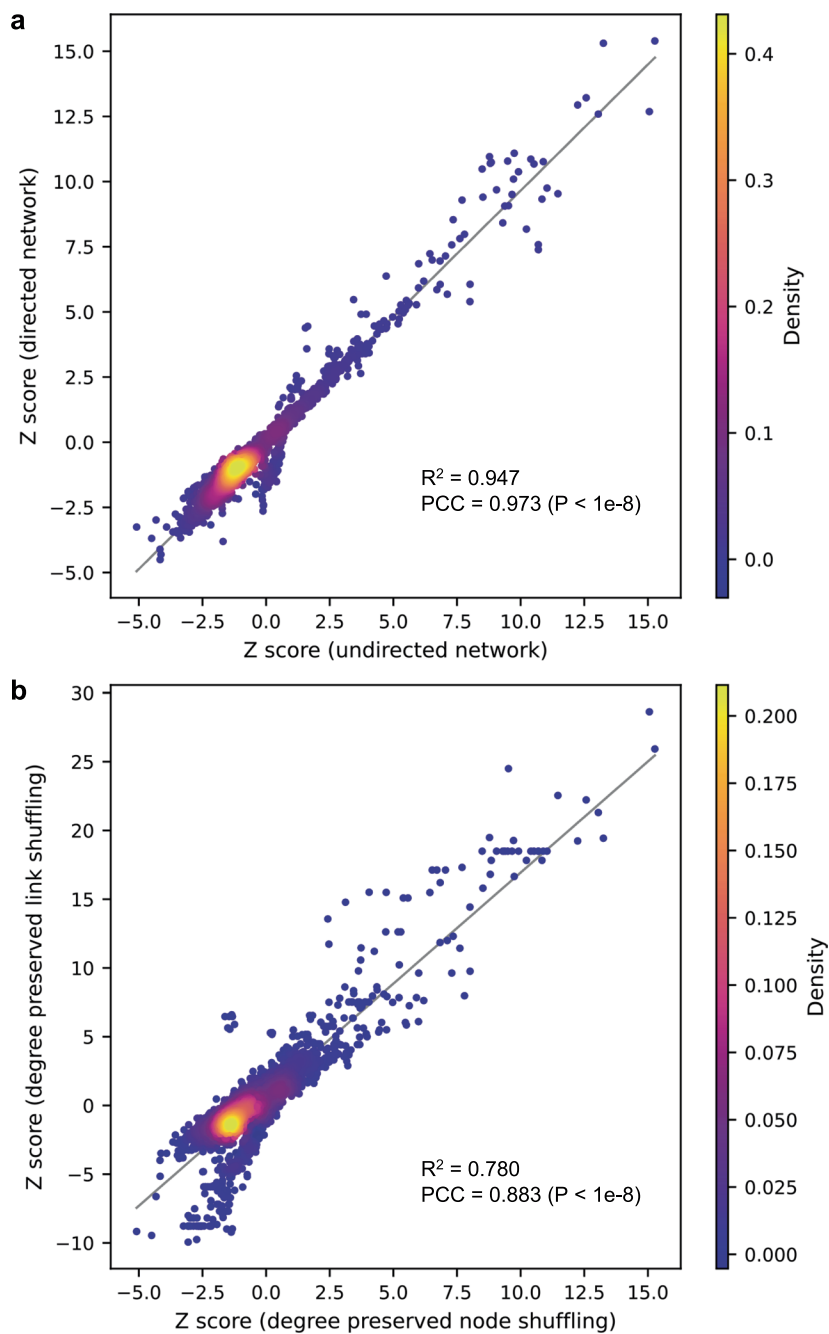 a
15.0
12.5
10.0
7.5
5.0
2.5
0.0
−2.5
−5.0
Z score (directed network)
R² = 0.947
PCC = 0.973 (P < 1e-8)
−5.0 −2.5 0.0 2.5 5.0 7.5 10.0 12.5 15.0
Z score (undirected network)
0.4
0.3
0.2
0.1
0.0
Density
b
30
25
20
15
10
5
0
−5
−10
Z score (degree preserved link shuffling)
R² = 0.780
PCC = 0.883 (P < 1e-8)
−5.0 −2.5 0.0 2.5 5.0 7.5 10.0 12.5 15.0
Z score (degree preserved node shuffling)
0.200
0.175
0.150
0.125
0.100
0.075
0.050
0.025
0.000
Density